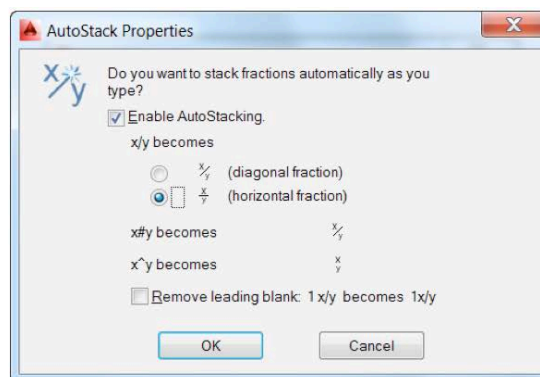 AutoStack Properties
X
x/y
Do you want to stack fractions automatically as you
type?
Enable AutoStacking.
x/y becomes
x/y (diagonal fraction)
x/y (horizontal fraction)
x#y becomes x/y
x^y becomes x y
Remove leading blank: 1 x/y becomes 1x/y
OK Cancel